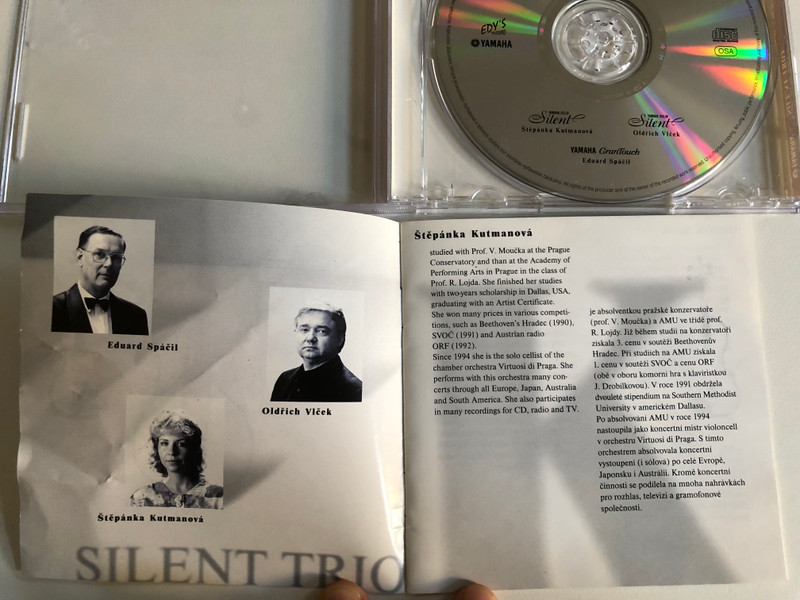 EDY'S
YAMAHA
disc
OSA
Silent
Štěpánka Kutmanová
Silent
Oldřich Vlček
YAMAHA GranTouch
Eduard Spáčil
Eduard Spáčil
Oldřich Vlček
Štěpánka Kutmanová
SILENT TRIO
Štěpánka Kutmanová
studied with Prof. V. Moučka at the Prague
Conservatory and than at the Academy of
Performing Arts in Prague in the class of
Prof. R. Lojda. She finished her studies
with two-years scholarship in Dallas, USA,
graduating with an Artist Certificate.
She won many prices in various competi-
tions, such as Beethoven's Hradec (1990),
SVOČ (1991) and Austrian radio
ORF (1992).
Since 1994 she is the solo cellist of the
chamber orchestra Virtuosi di Praga. She
performs with this orchestra many con-
certs through all Europe, Japan, Australia
and South America. She also participates
in many recordings for CD, radio and TV.
je absolventkou pražské konzervatoře
(prof. V. Moučka) a AMU ve třídě prof.
R. Lojdy. Již během studií na konzervatoři
získala 3. cenu v soutěži Beethovenův
Hradec. Při studiích na AMU získala
1. cenu v soutěži SVOČ a cenu ORF
(obě v oboru komorní hra s klavíristkou
J. Drobílkovou). V roce 1991 obdržela
dvouleté stipendium na Southern Methodist
University v americkém Dallasu.
Po absolvování AMU v roce 1994
nastoupila jako koncertní mistr violoncell
v orchestru Virtuosi di Praga. S tímto
orchestrem absolvovala koncertní
vystoupení (i sólová) po celé Evropě,
Japonsku i Austrálii. Kromě koncertní
činnosti se podílela na mnoha nahrávkách
pro rozhlas, televizi a gramofonové
společnosti.